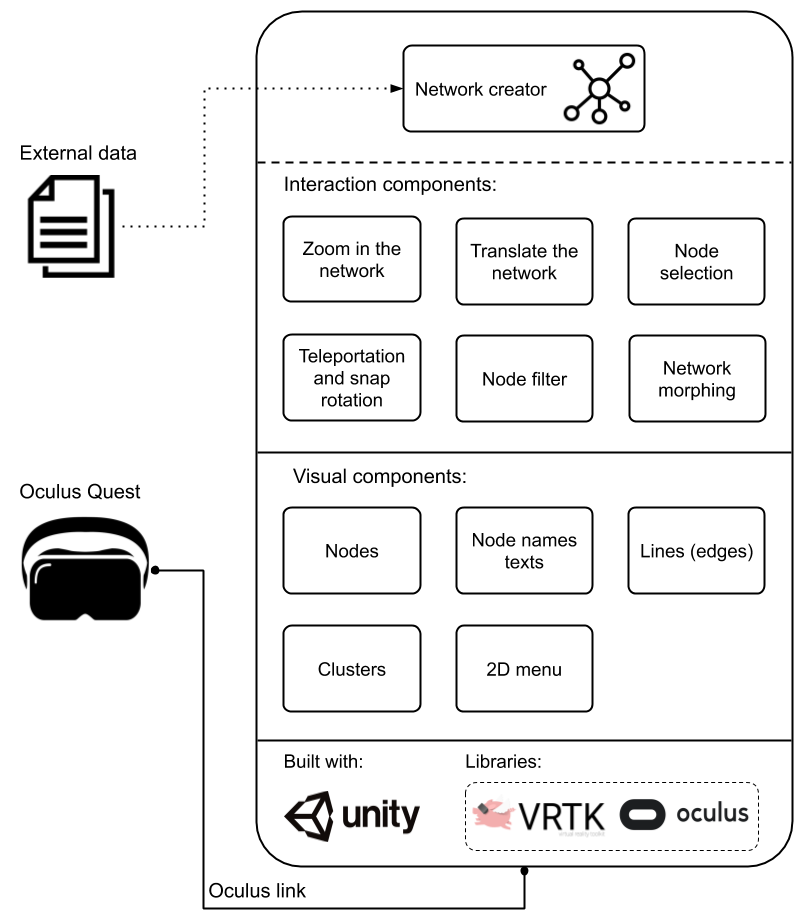 Network creator
External data
Interaction components:
Zoom in the
network
Translate the
network
Node
selection
Teleportation
and snap
rotation
Node filter
Network
morphing
Visual components:
Oculus Quest
Nodes
Node names
texts
Lines (edges)
Clusters
2D menu
Built with:
Libraries:
unity
VRTK
oculus
Oculus link